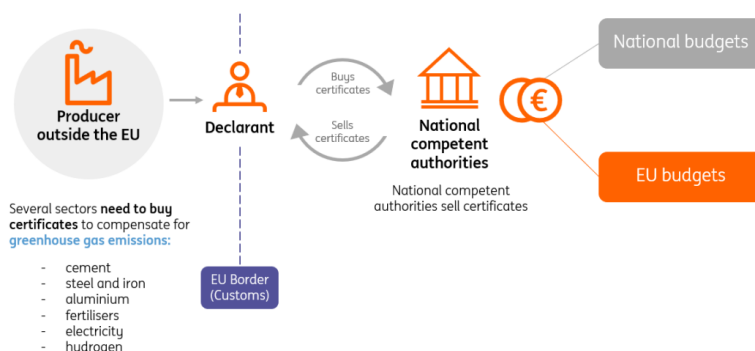 Producer
outside the EU
Declarant
Buys
certificates
Sells
certificates
National
competent
authorities
National competent
authorities sell certificates
€
National budgets
EU budgets
Several sectors need to buy
certificates to compensate for
greenhouse gas emissions:
- cement
- steel and iron
- aluminium
- fertilisers
- electricity
- hydrogen
EU Border
(Customs)